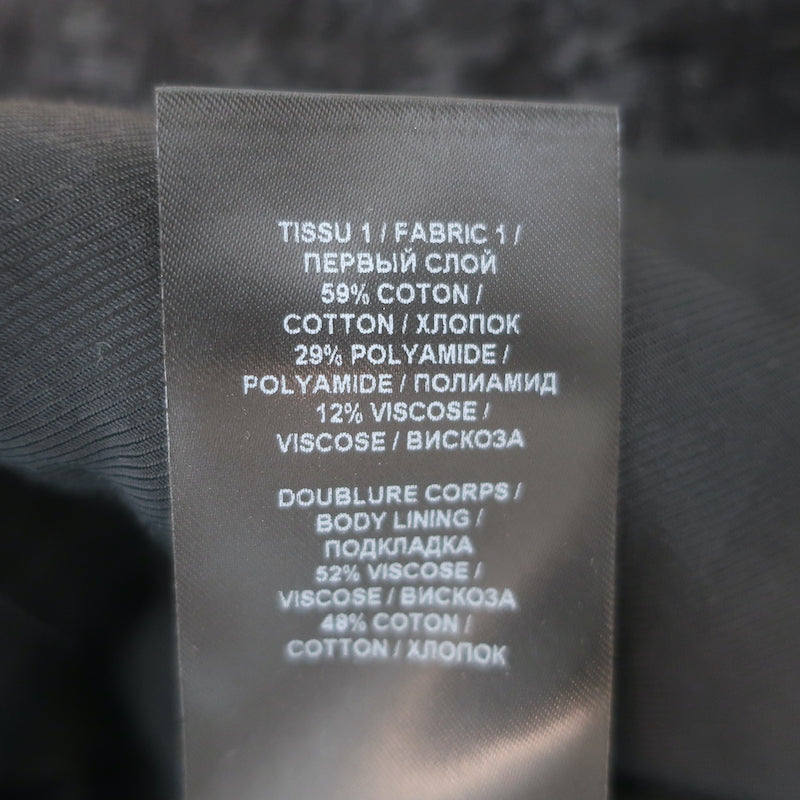 TISSU 1 / FABRIC 1 /
ПЕРВЫЙ СЛОЙ
59% COTON /
COTTON / ХЛОПОК
29% POLYAMIDE /
POLYAMIDE / ПОЛИАМИД
12% VISCOSE /
VISCOSE / ВИСКОЗА
DOUBLURE CORPS /
BODY LINING /
ПОДКЛАДКА
52% VISCOSE /
VISCOSE / ВИСКОЗА
48% COTON /
COTTON / ХЛОПОК